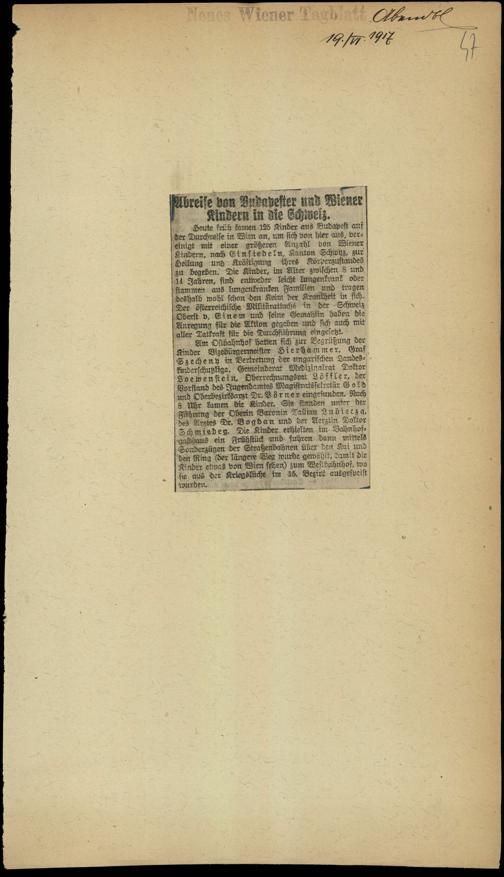 Neues Wiener Tagblatt Abendbl
19./VI. 1917
47
Abreise von Budapester und Wiener
Kindern in die Schweiz.
Heute früh kamen 125 Kinder aus Budapest auf
der Durchreise in Wien an, um sich von hier aus, ver-
einigt mit einer größeren Anzahl von Wiener
Kindern, nach Einsiedeln, Kanton Schwyz, zur
Heilung und Kräftigung ihres Körperzustandes
zu begeben. Die Kinder, im Alter zwischen 8 und
14 Jahren, sind entweder leicht lungenkrank oder
stammen aus lungenkranken Familien und tragen
deshalb wohl schon den Keim der Krankheit in sich.
Der österreichische Militärattaché in der Schweiz
Oberst v. Einem und seine Gemahlin haben die
Anregung für die Aktion gegeben und sich auch mit
aller Tatkraft für die Durchführung eingesetzt.
Am Ostbahnhof hatten sich zur Begrüßung der
Kinder Vizebürgermeister Hierhammer, Graf
Szecheny in Vertretung der ungarischen Landes-
kinderschutzliga, Gemeinderat Medizinalrat Doktor
Loewenstein, Oberrechnungsrat Löffler, der
Vorstand des Jugendamtes Magistratssekretär Gold
und Oberbezirksarzt Dr. Börner eingefunden. Nach
8 Uhr kamen die Kinder. Sie standen unter der
Führung der Oberin Baronin Tallian
des Arztes Dr. Bogdan und der Aerztin Doktor
Schmiedeg. Die Kinder erhielten im Bahnhof-
gasthaus ein Frühstück und fuhren dann mittels
Sonderzügen der Straßenbahnen über den Kai und
den Ring (der längere Weg wurde gewählt, damit die
Kinder etwas von Wien sehen) zum Westbahnhof, wo
sie aus der Kriegsküche im 15. Bezirk ausgespeist
wurden.